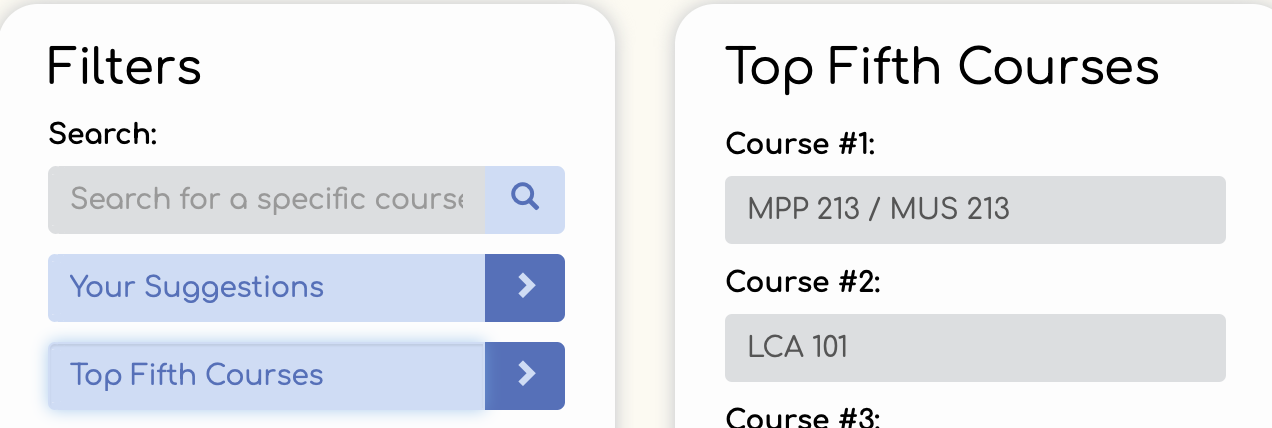 Filters
Search:
Search for a specific course
Your Suggestions
Top Fifth Courses
Top Fifth Courses
Course #1:
MPP 213 / MUS 213
Course #2:
LCA 101
Course #3: